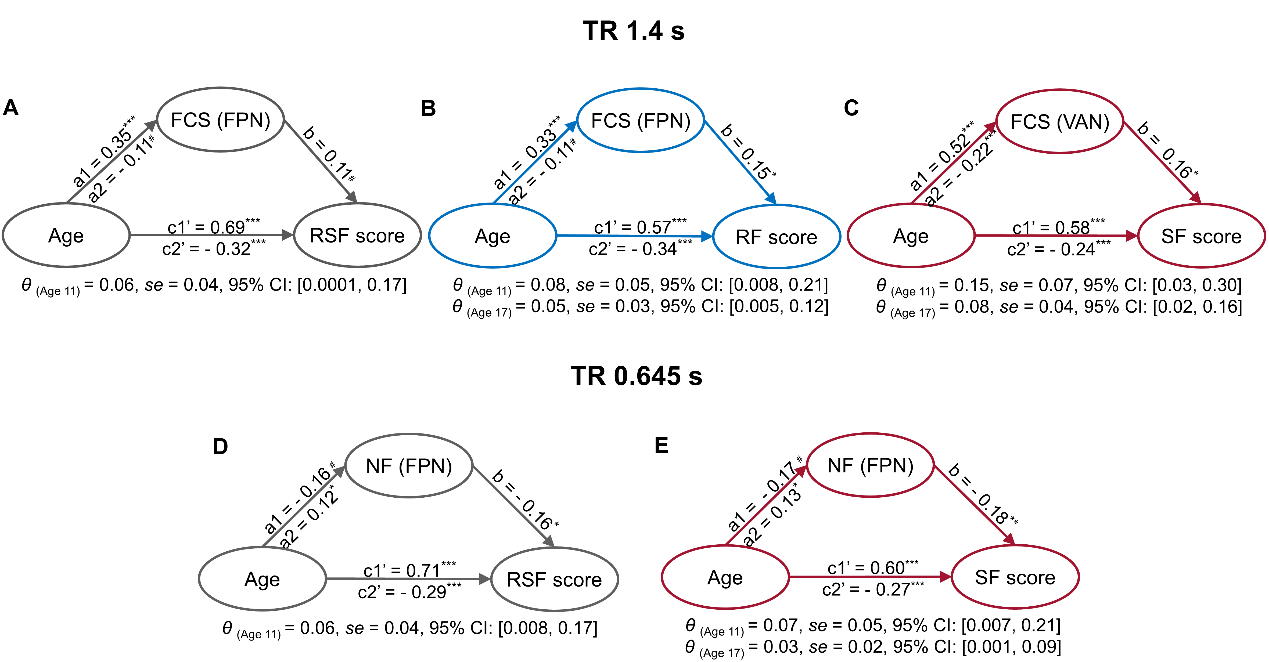 TR 1.4 s
A
FCS (FPN)
a1 = 0.35***
a2 = - 0.11#
b = 0.11#
Age
c1' = 0.69***
c2' = - 0.32***
RSF score
θ (Age 11) = 0.06, se = 0.04, 95% CI: [0.0001, 0.17]
B
FCS (FPN)
a1 = 0.33***
a2 = - 0.11#
b = 0.15*
Age
c1' = 0.57***
c2' = - 0.34***
RF score
θ (Age 11) = 0.08, se = 0.05, 95% CI: [0.008, 0.21]
θ (Age 17) = 0.05, se = 0.03, 95% CI: [0.005, 0.12]
C
FCS (VAN)
a1 = 0.52***
a2 = - 0.22***
b = 0.16*
Age
c1' = 0.58***
c2' = - 0.24***
SF score
θ (Age 11) = 0.15, se = 0.07, 95% CI: [0.03, 0.30]
θ (Age 17) = 0.08, se = 0.04, 95% CI: [0.02, 0.16]
TR 0.645 s
D
NF (FPN)
a1 = - 0.16#
a2 = 0.12*
b = - 0.16*
Age
c1' = 0.71***
c2' = - 0.29***
RSF score
θ (Age 11) = 0.06, se = 0.04, 95% CI: [0.008, 0.17]
E
NF (FPN)
a1 = - 0.17#
a2 = 0.13*
b = - 0.18**
Age
c1' = 0.60***
c2' = - 0.27***
SF score
θ (Age 11) = 0.07, se = 0.05, 95% CI: [0.007, 0.21]
θ (Age 17) = 0.03, se = 0.02, 95% CI: [0.001, 0.09]